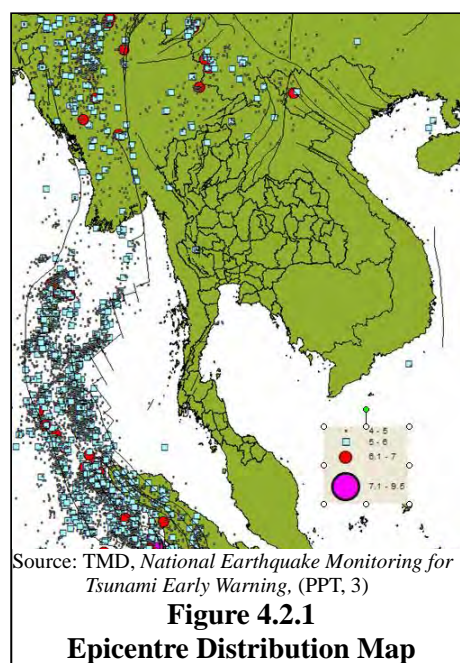 4 - 5
5 - 6
6.1 - 7
7.1 - 9.5
Source: TMD, National Earthquake Monitoring for
Tsunami Early Warning, (PPT, 3)
Figure 4.2.1
Epicentre Distribution Map